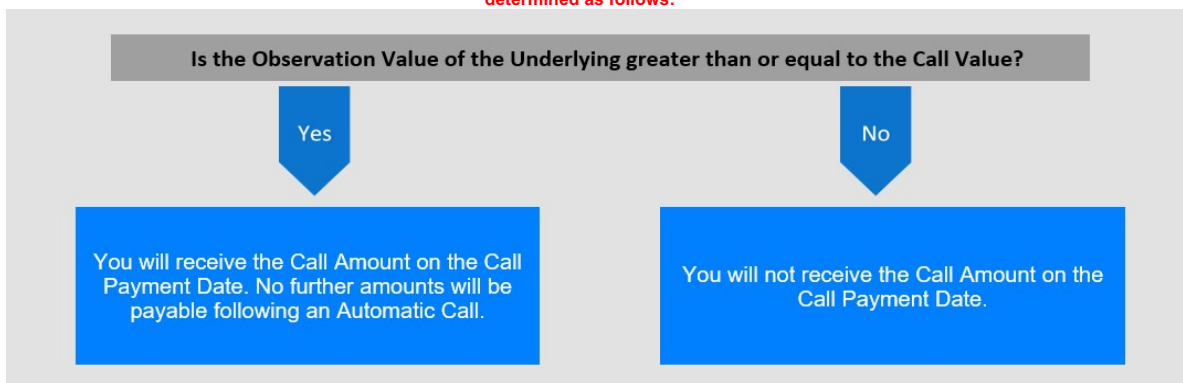 determined as follows:
Is the Observation Value of the Underlying greater than or equal to the Call Value?
Yes
No
You will receive the Call Amount on the Call
Payment Date. No further amounts will be
payable following an Automatic Call.
You will not receive the Call Amount on the
Call Payment Date.